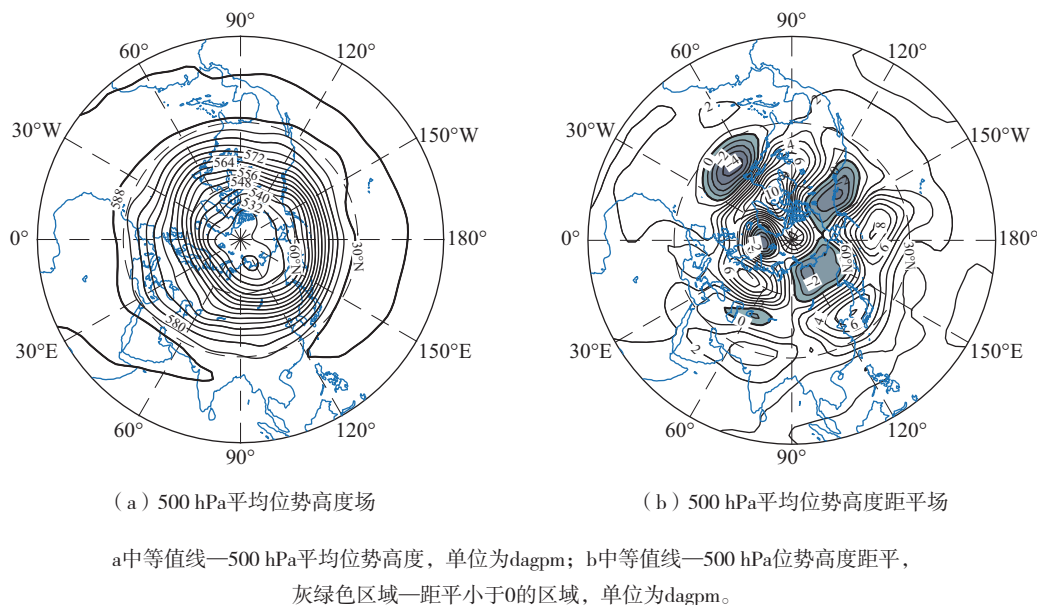 90°
120°
150°W
180°
150°E
120°
90°
60°
30°E
0°
30°W
60°
588
572
564
556
548
540
532
580
60°N
30°N
90°
120°
150°W
180°
150°E
120°
90°
60°
30°E
0°
30°W
60°
60°N
30°N
(a)500 hPa平均位势高度场
(b)500 hPa平均位势高度距平场
a中等值线—500 hPa平均位势高度，单位为dagpm；b中等值线—500 hPa位势高度距平，
灰绿色区域—距平小于0的区域，单位为dagpm。